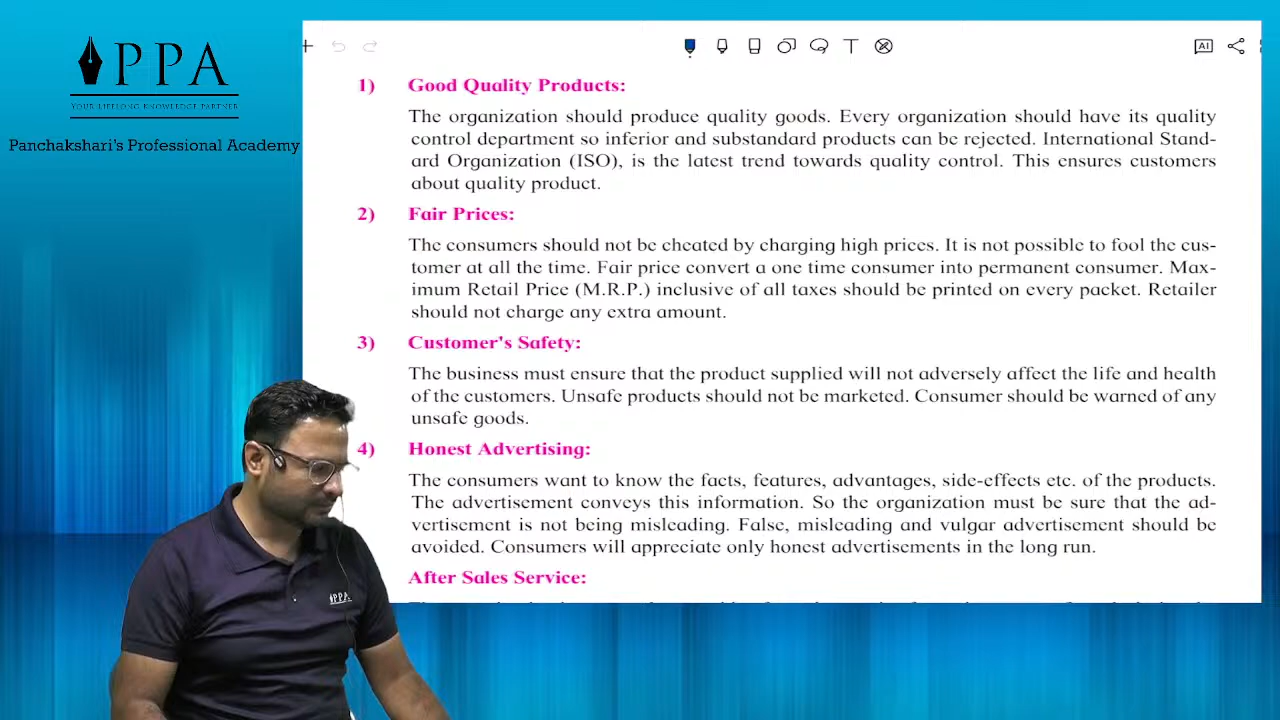 PPA
YOUR LIFELONG KNOWLEDGE PARTNER
Panchakshari's Professional Academy
AI
1) Good Quality Products:
The organization should produce quality goods. Every organization should have its quality
control department so inferior and substandard products can be rejected. International Stand-
ard Organization (ISO), is the latest trend towards quality control. This ensures customers
about quality product.
2) Fair Prices:
The consumers should not be cheated by charging high prices. It is not possible to fool the cus-
tomer at all the time. Fair price convert a one time consumer into permanent consumer. Max-
imum Retail Price (M.R.P.) inclusive of all taxes should be printed on every packet. Retailer
should not charge any extra amount.
3) Customer's Safety:
The business must ensure that the product supplied will not adversely affect the life and health
of the customers. Unsafe products should not be marketed. Consumer should be warned of any
unsafe goods.
4) Honest Advertising:
The consumers want to know the facts, features, advantages, side-effects etc. of the products.
The advertisement conveys this information. So the organization must be sure that the ad-
vertisement is not being misleading. False, misleading and vulgar advertisement should be
avoided. Consumers will appreciate only honest advertisements in the long run.
After Sales Service:
PPA